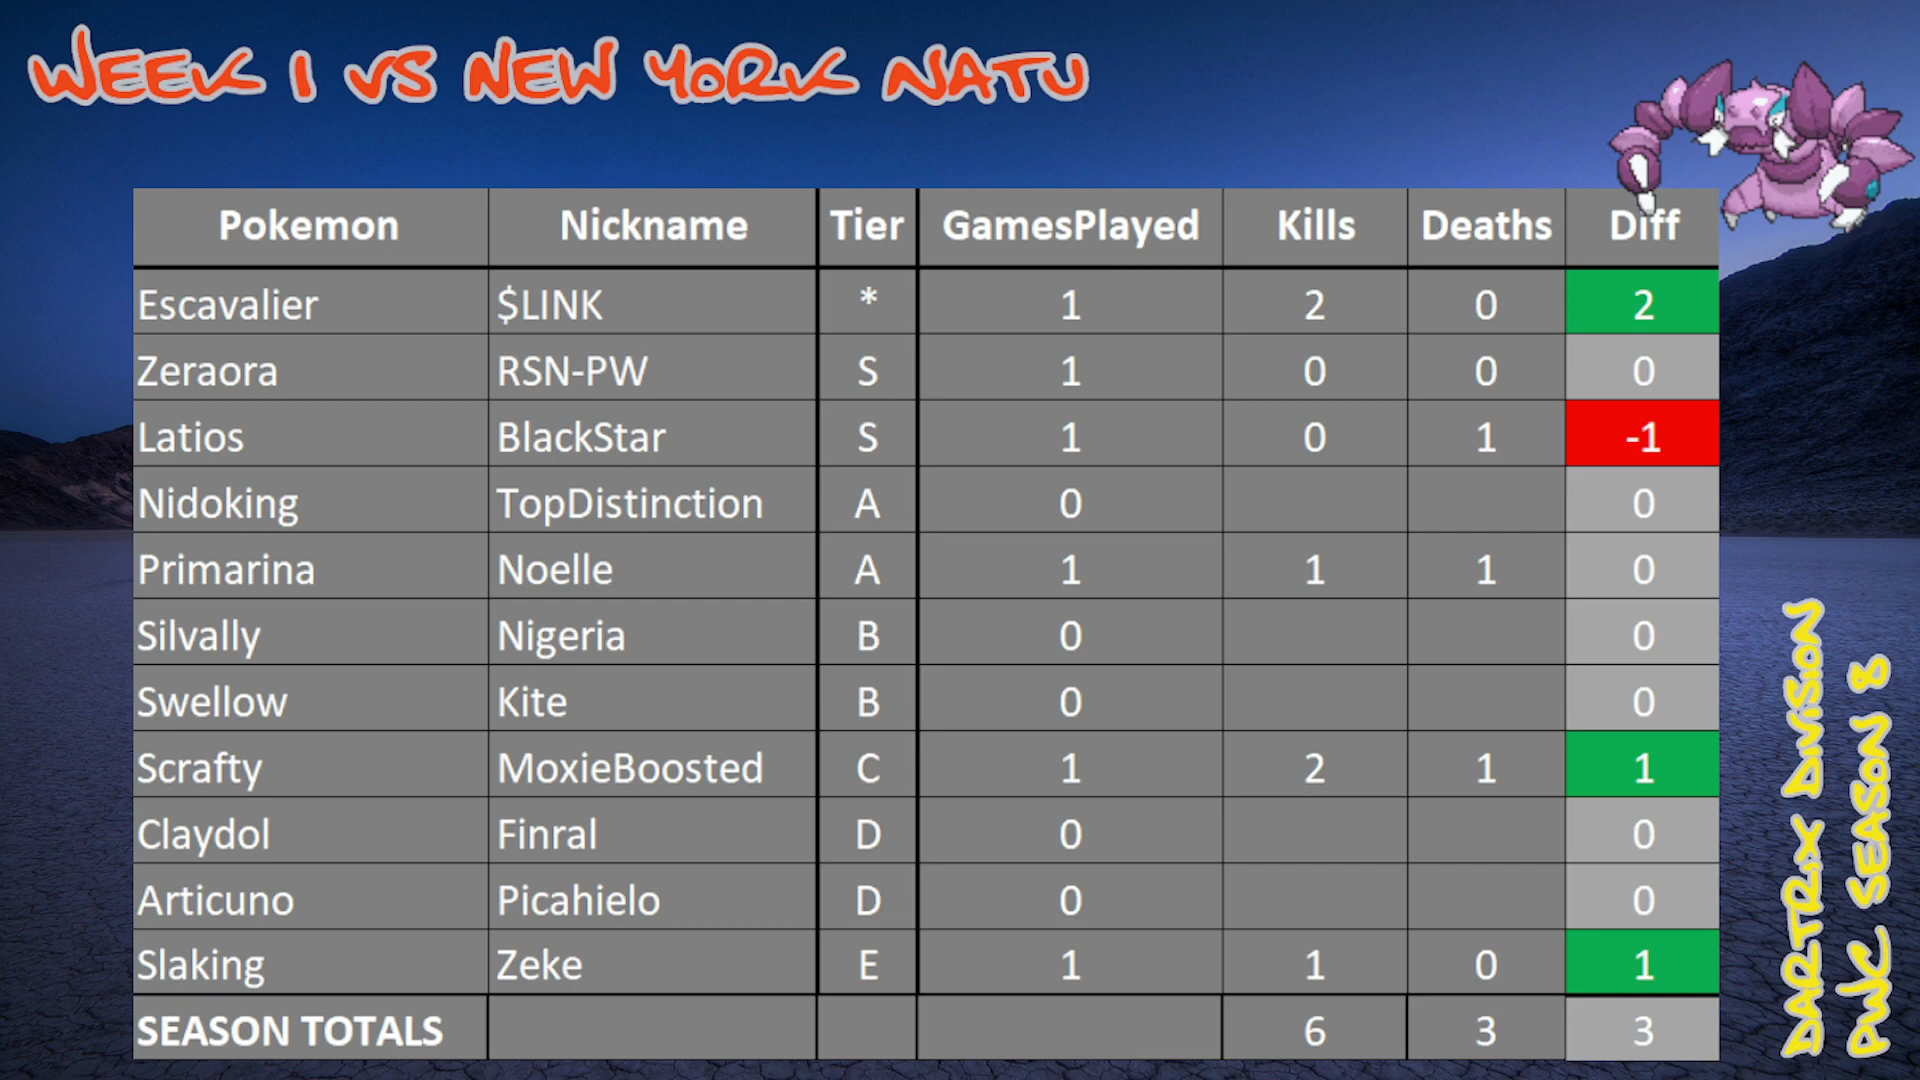 WEEK 1 VS NEW YORK NATU
Pokemon Nickname Tier GamesPlayed Kills Deaths Diff
Escavalier $LINK * 1 2 0 2
Zeraora RSN-PW S 1 0 0 0
Latios BlackStar S 1 0 1 -1
Nidoking TopDistinction A 0 0
Primarina Noelle A 1 1 1 0
Silvally Nigeria B 0 0
Swellow Kite B 0 0
Scrafty MoxieBoosted C 1 2 1 1
Claydol Finral D 0 0
Articuno Picahielo D 0 0
Slaking Zeke E 1 1 0 1
SEASON TOTALS 6 3 3
DARTRIX DIVISION
PWC SEASON 8